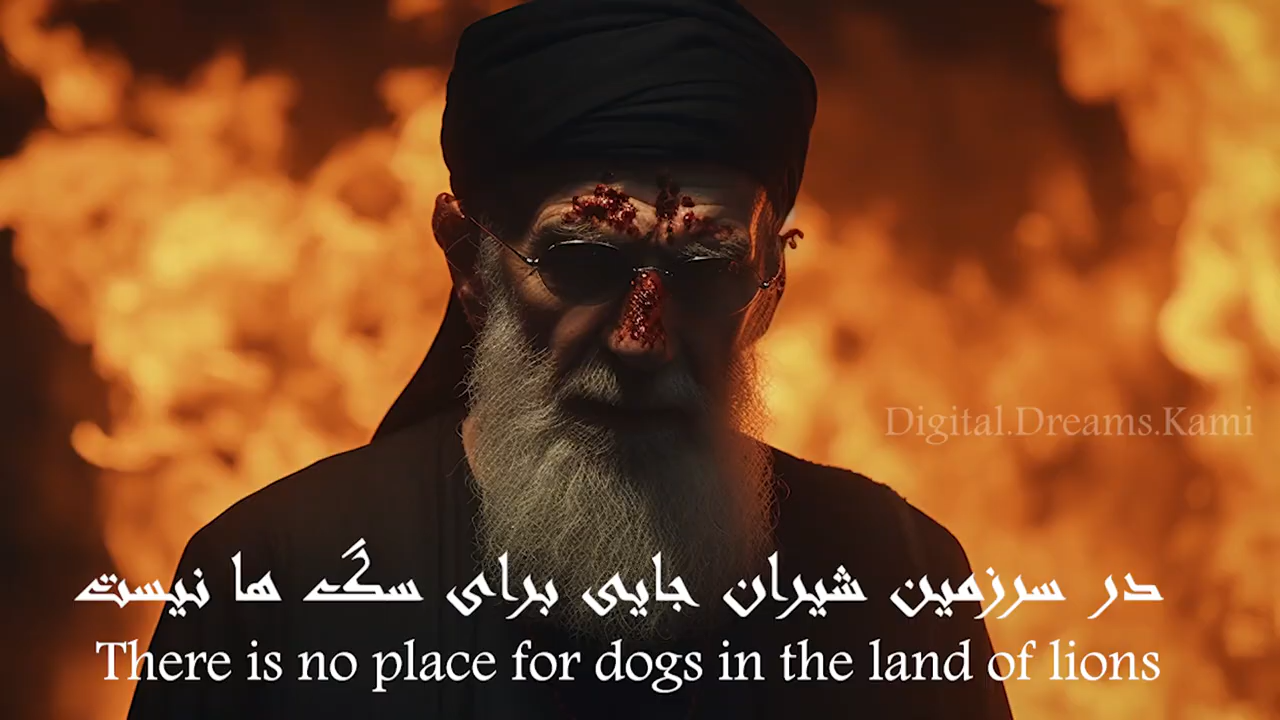 Digital.Dreams.Kami
در سرزمین شیران جایی برای سگ ها نیست
There is no place for dogs in the land of lions